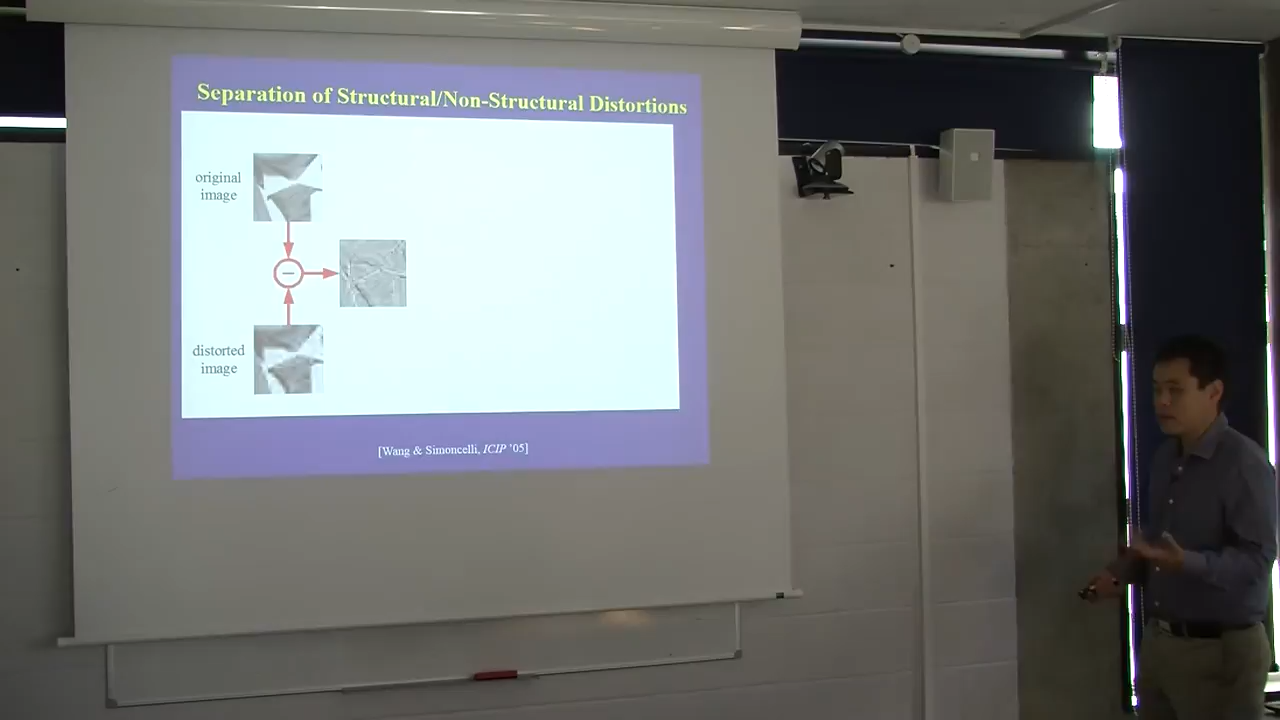 Separation of Structural/Non-Structural Distortions
original
image
−
distorted
image
[Wang & Simoncelli, ICIP ’05]